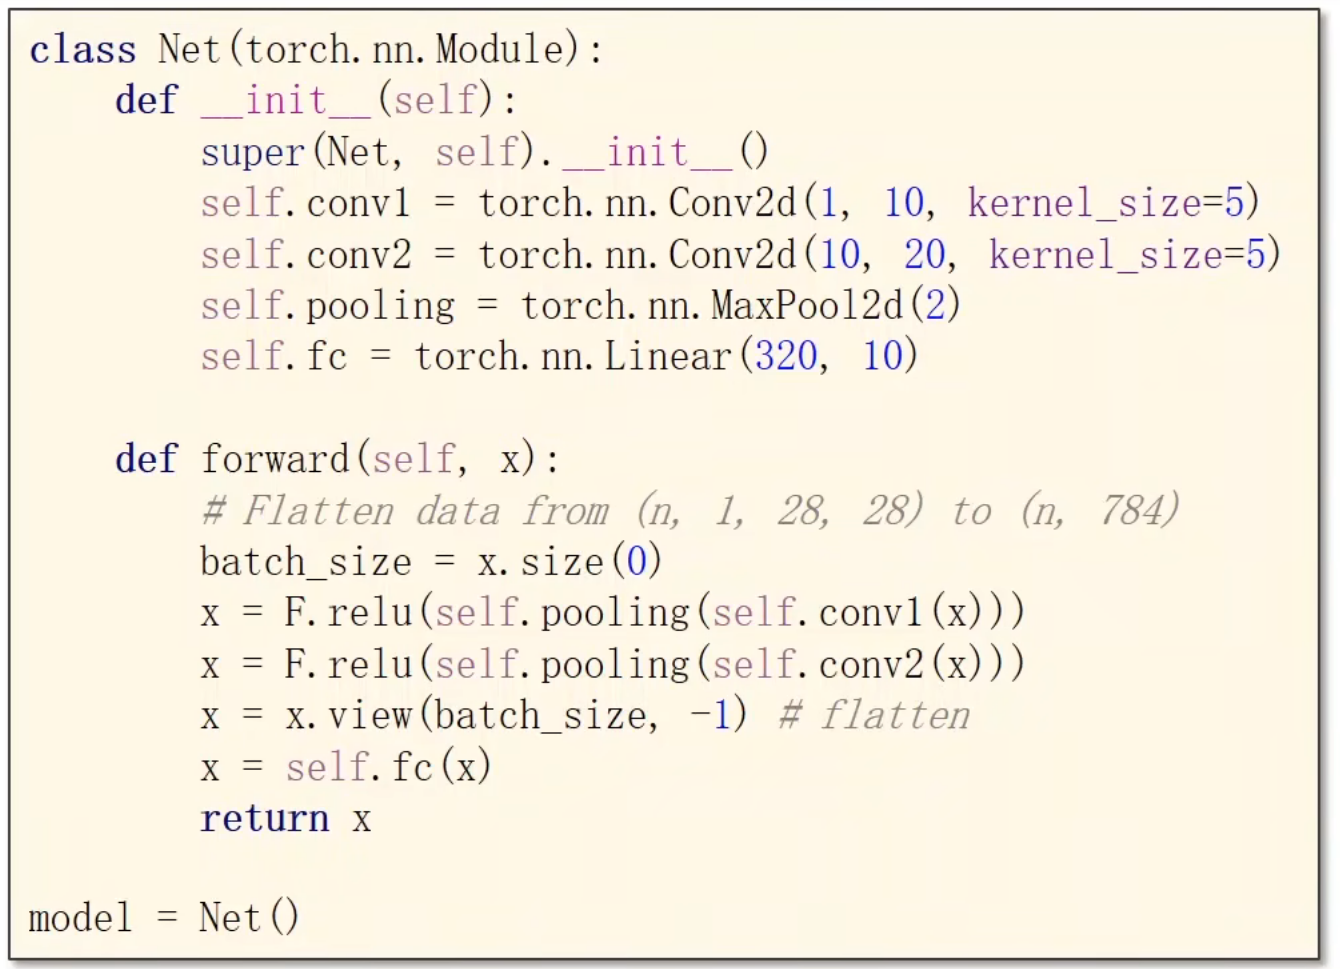 class Net(torch.nn.Module):
    def __init__(self):
        super(Net, self).__init__()
        self.conv1 = torch.nn.Conv2d(1, 10, kernel_size=5)
        self.conv2 = torch.nn.Conv2d(10, 20, kernel_size=5)
        self.pooling = torch.nn.MaxPool2d(2)
        self.fc = torch.nn.Linear(320, 10)

    def forward(self, x):
        # Flatten data from (n, 1, 28, 28) to (n, 784)
        batch_size = x.size(0)
        x = F.relu(self.pooling(self.conv1(x)))
        x = F.relu(self.pooling(self.conv2(x)))
        x = x.view(batch_size, -1) # flatten
        x = self.fc(x)
        return x

model = Net()